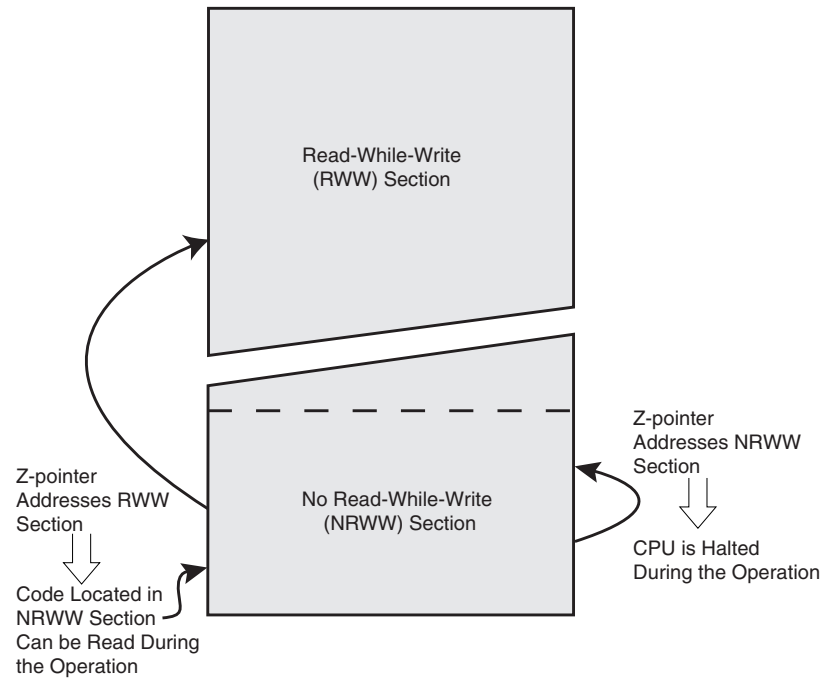 Read-While-Write
(RWW) Section
Z-pointer
Addresses NRWW
Section
Z-pointer
Addresses RWW
Section
No Read-While-Write
(NRWW) Section
CPU is Halted
During the Operation
Code Located in
NRWW Section
Can be Read During
the Operation